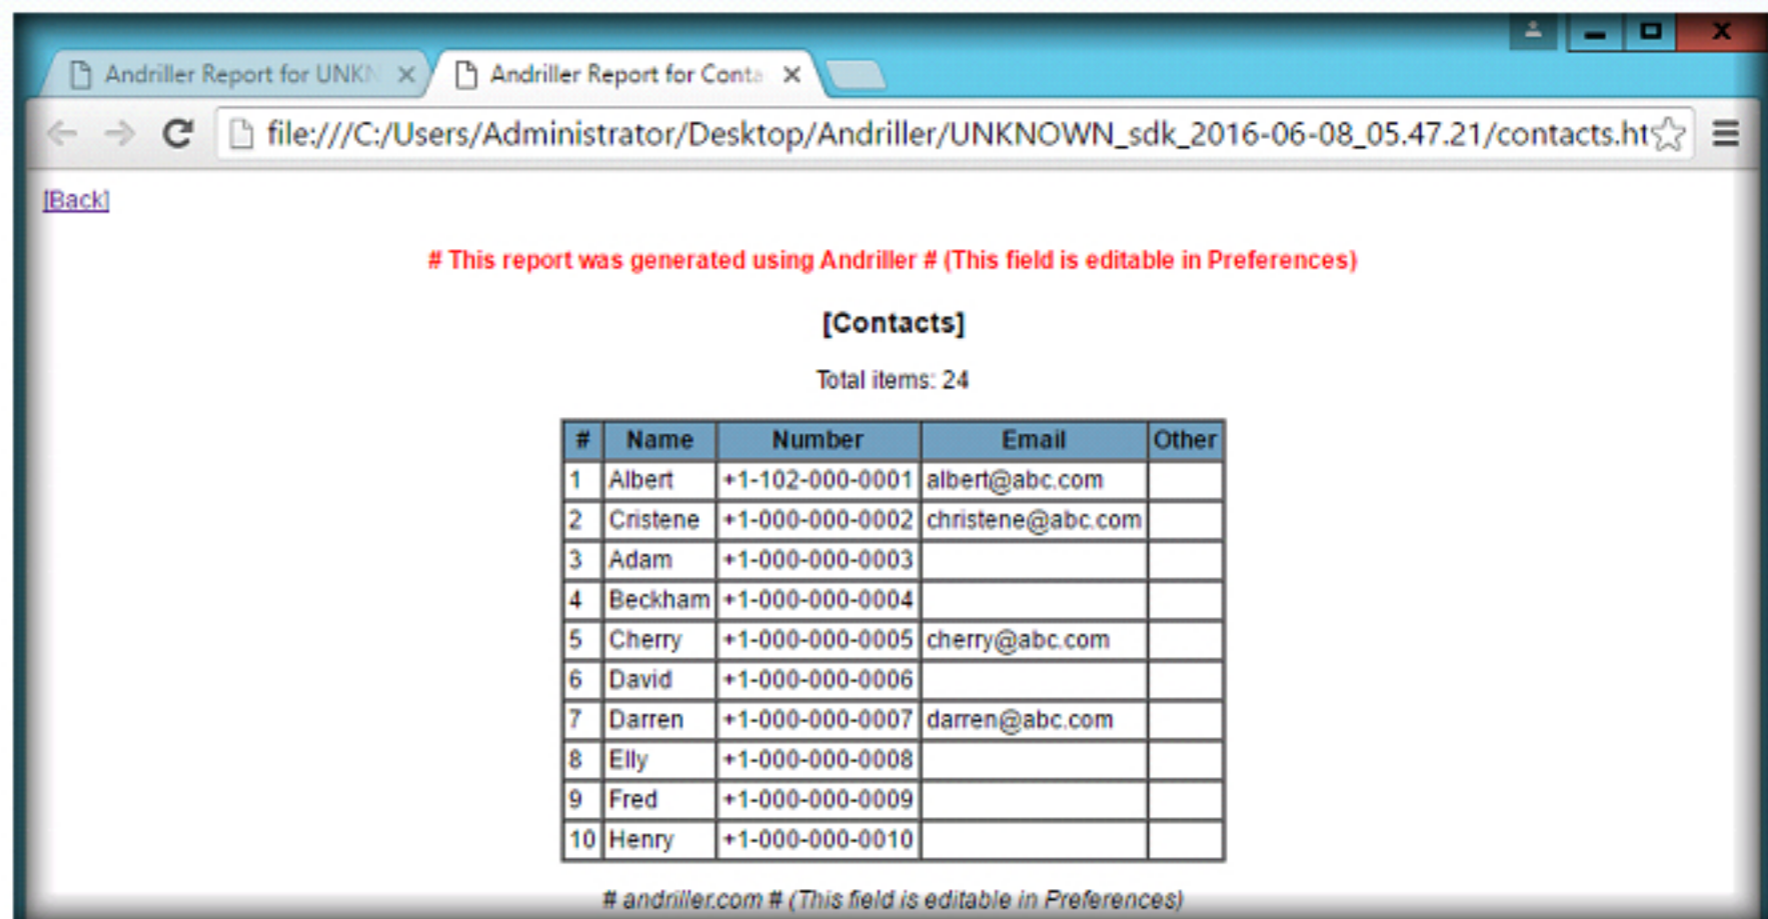 Andriller Report for UNKN
Andriller Report for Conta
file:///C:/Users/Administrator/Desktop/Andriller/UNKNOWN_sdk_2016-06-08_05.47.21/contacts.ht
[Back]
# This report was generated using Andriller # (This field is editable in Preferences)
[Contacts]
Total items: 24
# Name Number Email Other
1 Albert +1-102-000-0001 albert@abc.com
2 Cristene +1-000-000-0002 christene@abc.com
3 Adam +1-000-000-0003
4 Beckham +1-000-000-0004
5 Cherry +1-000-000-0005 cherry@abc.com
6 David +1-000-000-0006
7 Darren +1-000-000-0007 darren@abc.com
8 Elly +1-000-000-0008
9 Fred +1-000-000-0009
10 Henry +1-000-000-0010
# andriller.com # (This field is editable in Preferences)